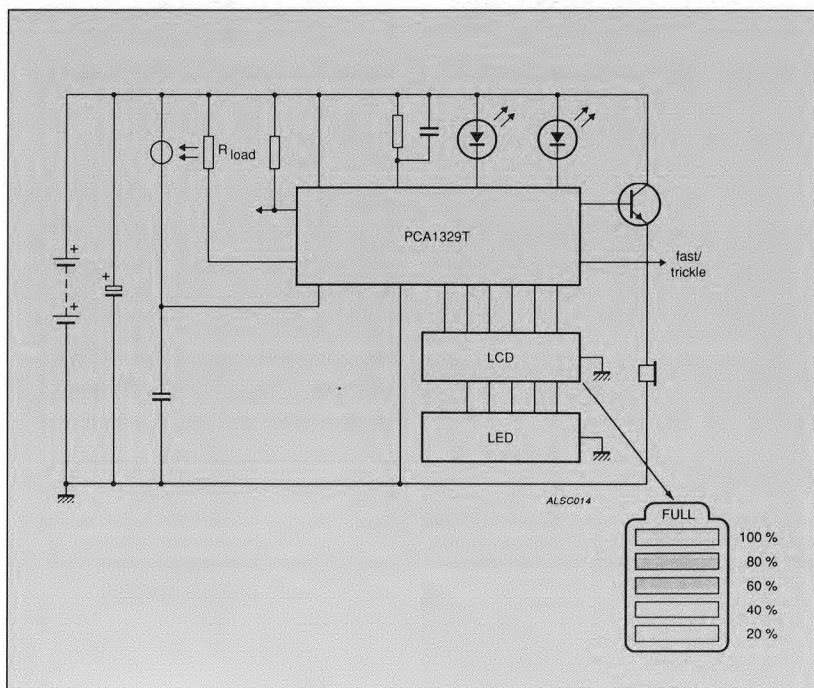 +
+
+
R load
PCA1329T
fast/
trickle
LCD
LED
ALSC014
FULL
100 %
80 %
60 %
40 %
20 %